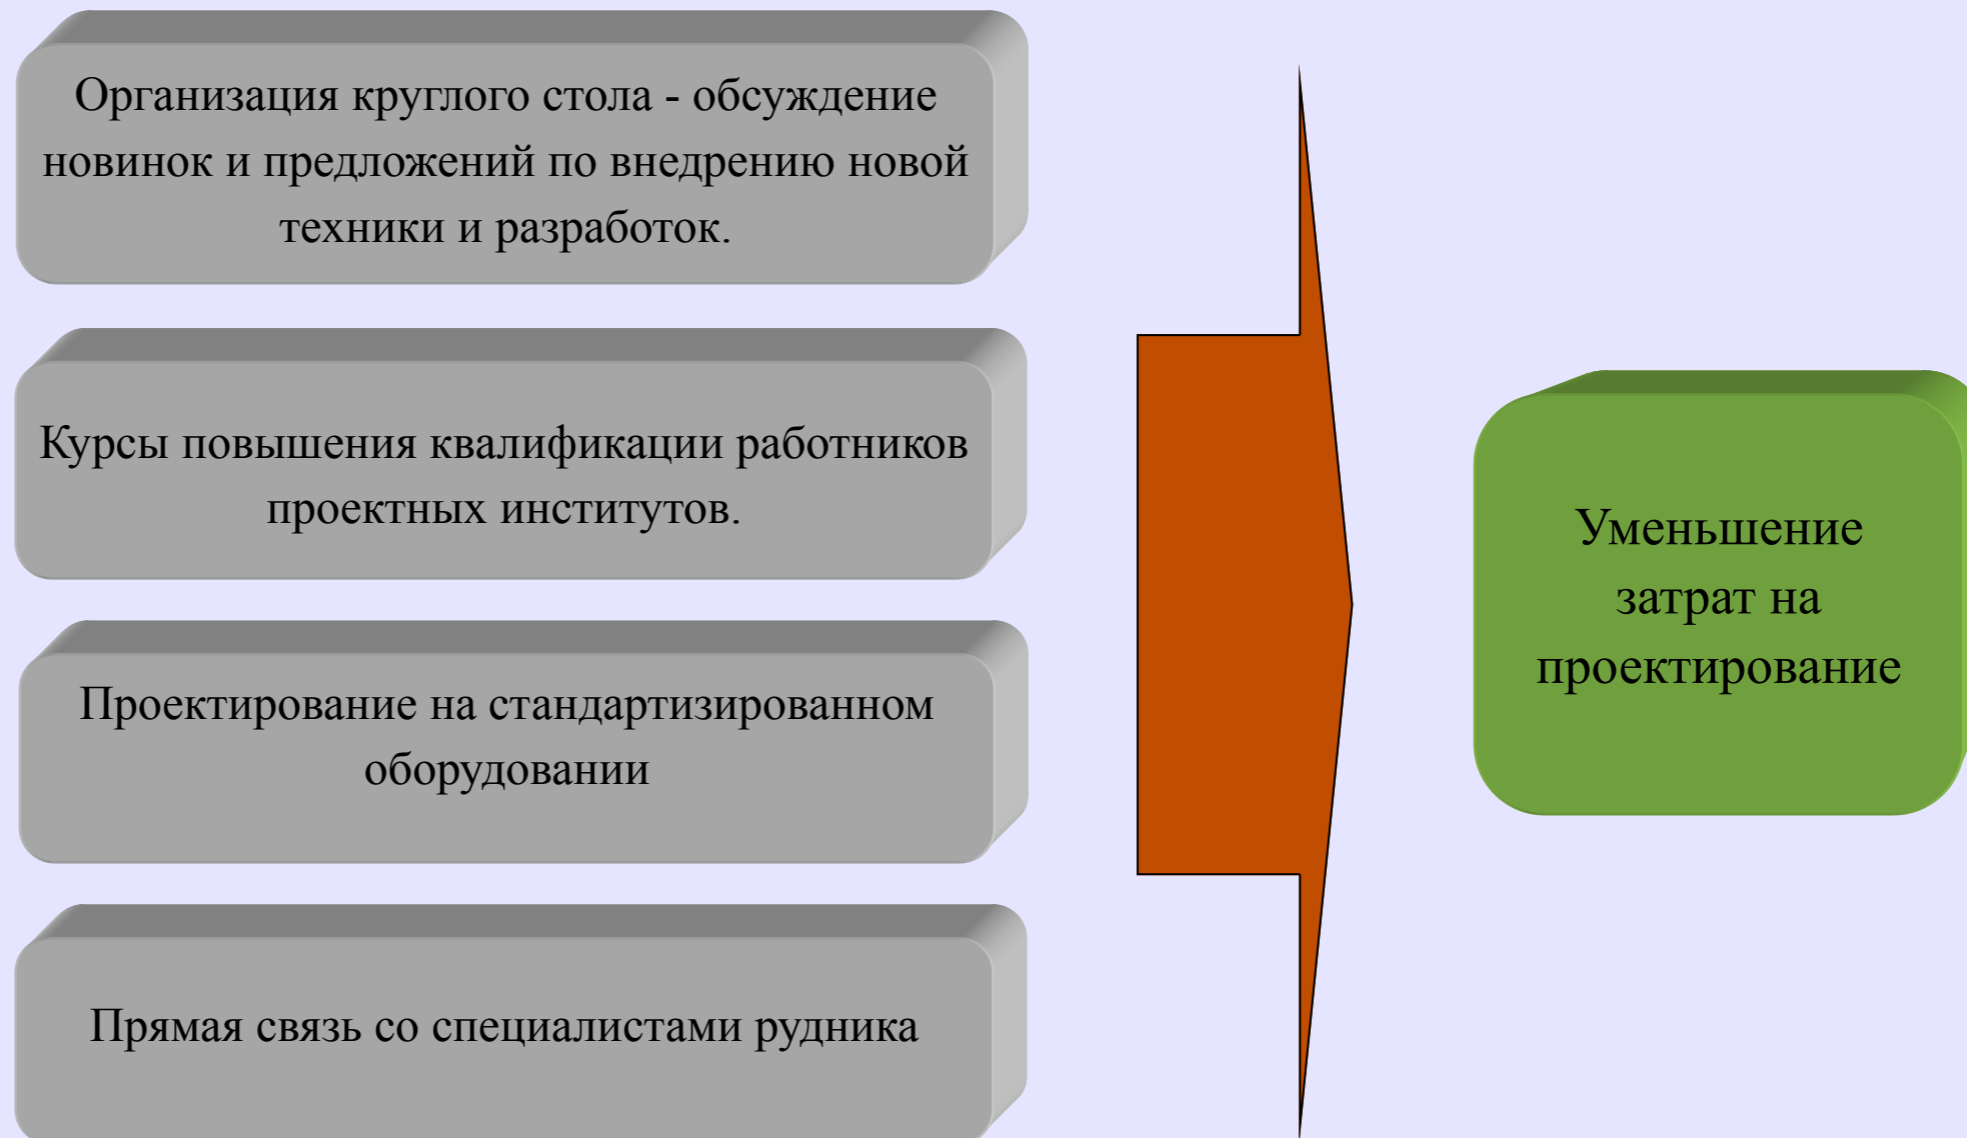 Организация круглого стола - обсуждение
новинок и предложений по внедрению новой
техники и разработок.
Курсы повышения квалификации работников
проектных институтов.
Проектирование на стандартизированном
оборудовании
Прямая связь со специалистами рудника
Уменьшение
затрат на
проектирование